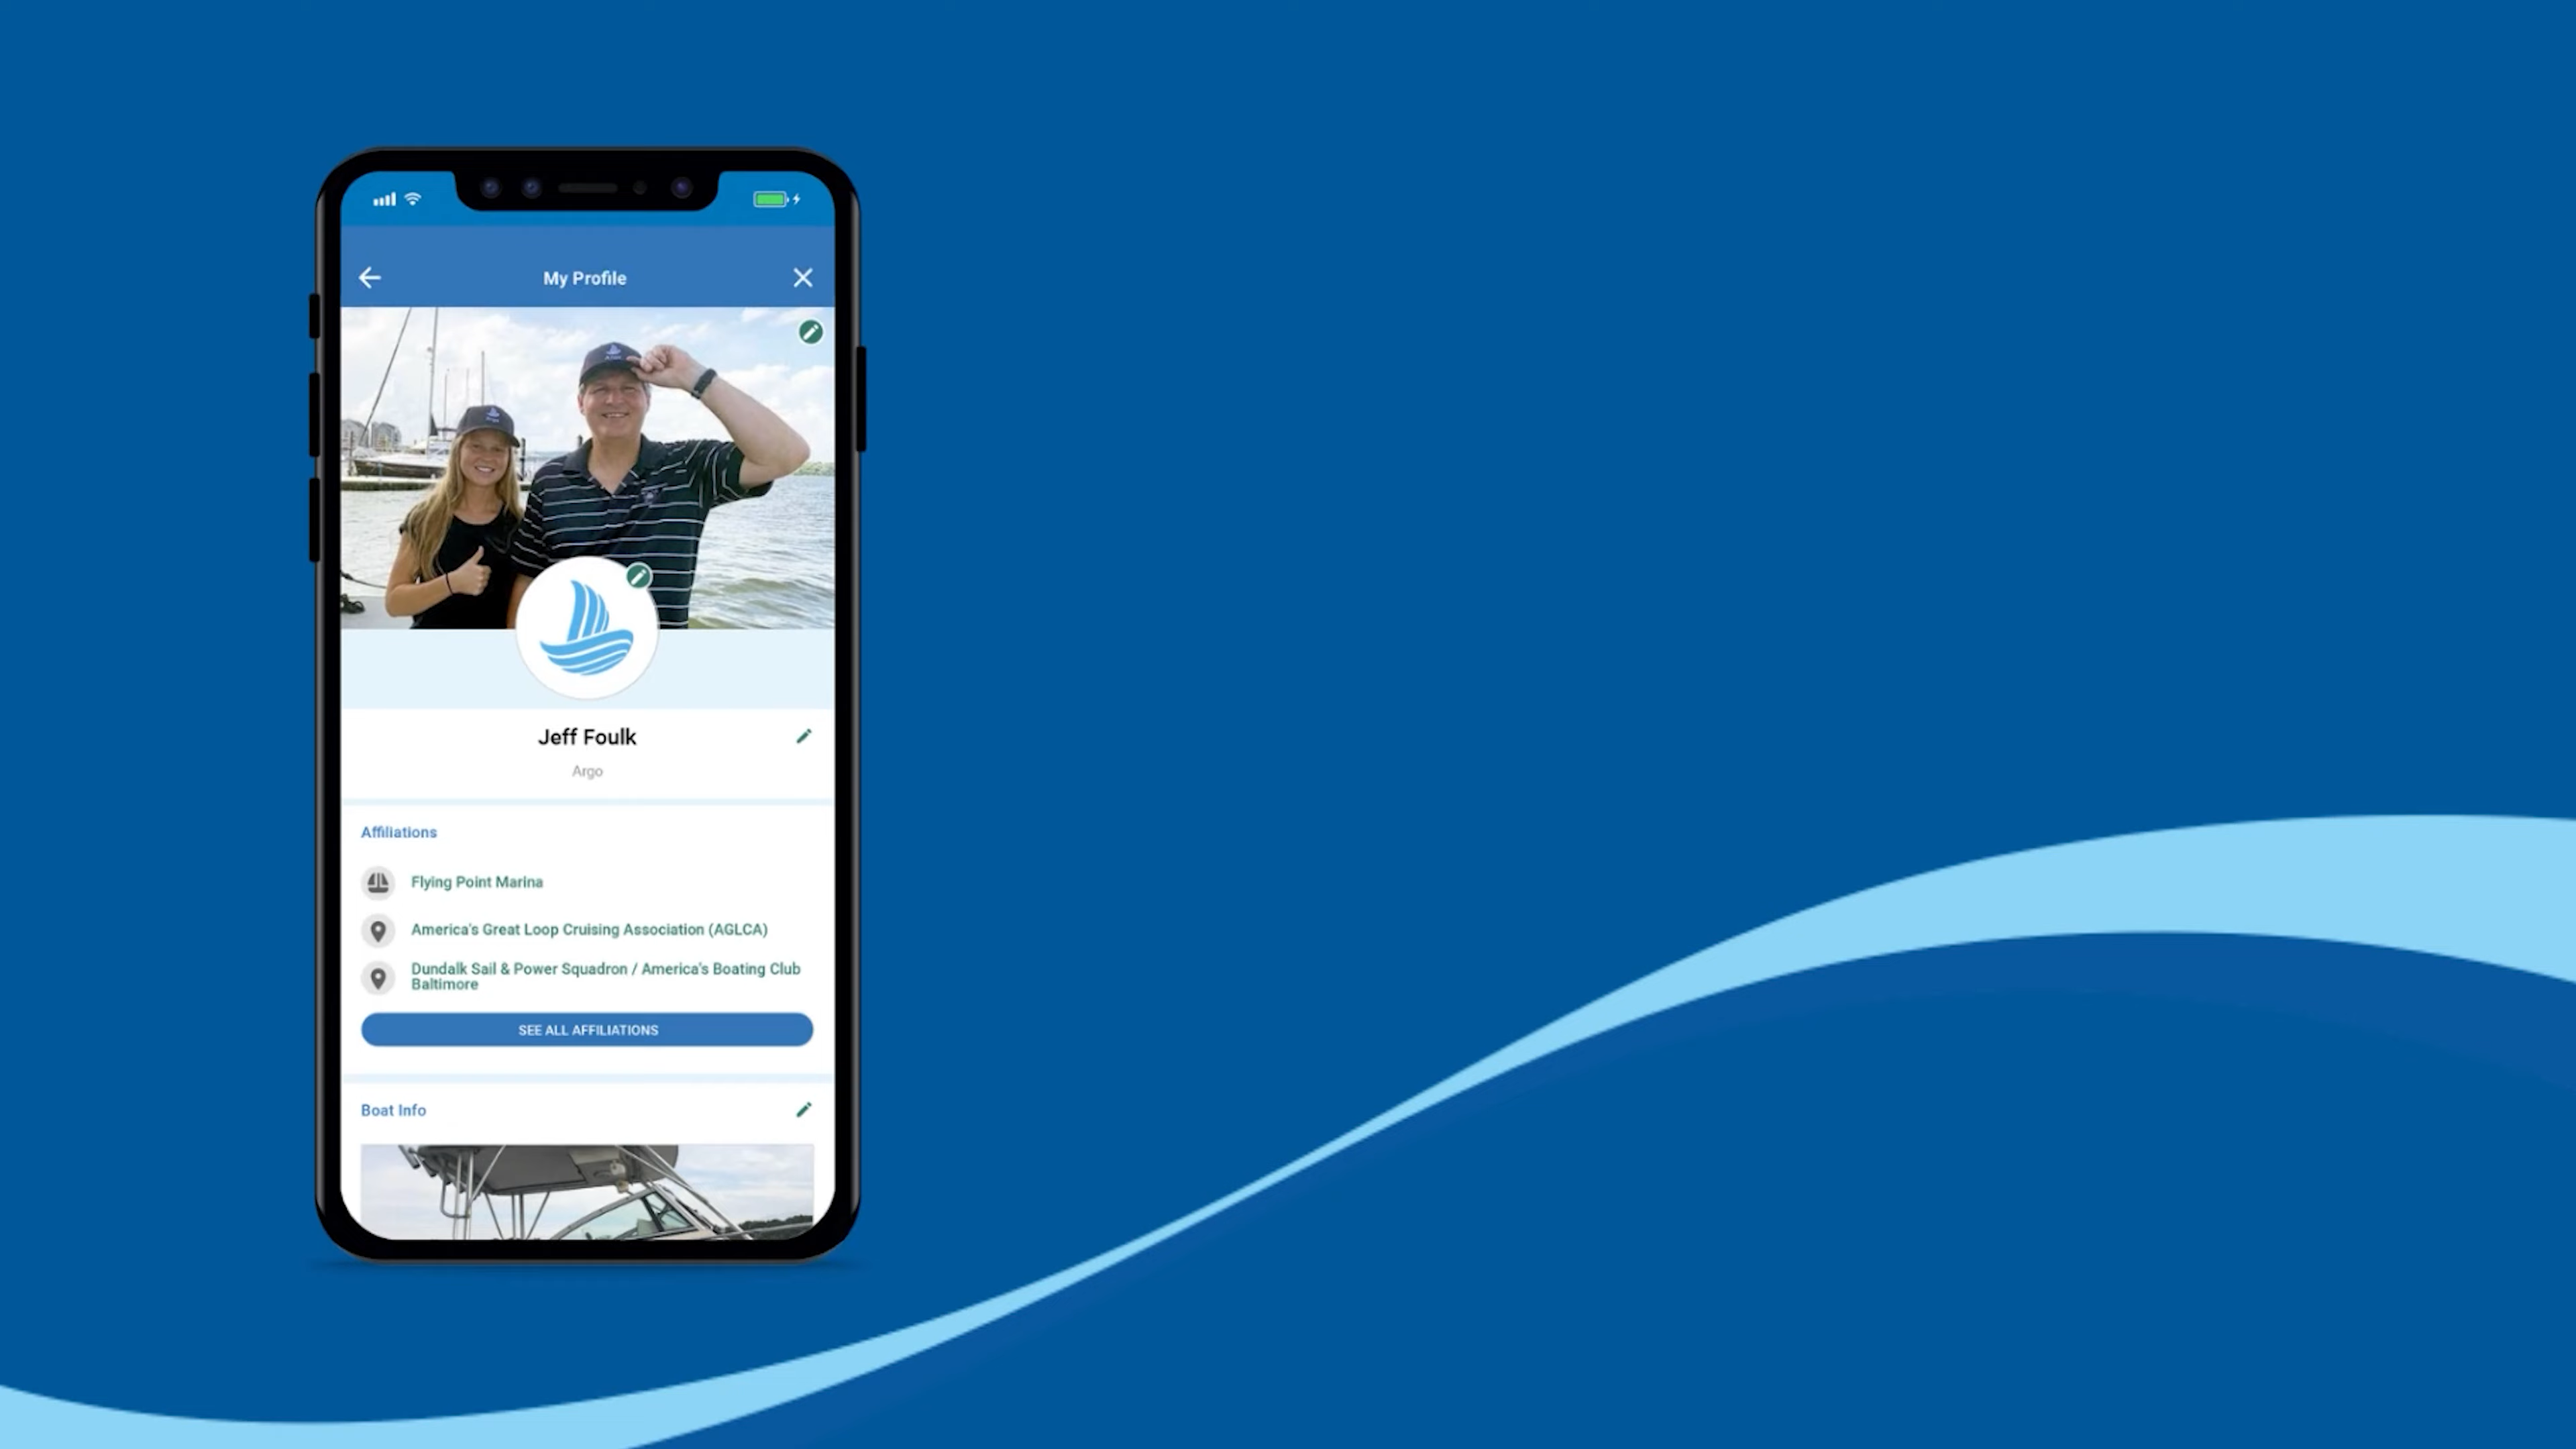 My Profile
Jeff Foulk
Argo
Affiliations
Flying Point Marina
America's Great Loop Cruising Association (AGLCA)
Dundalk Sail & Power Squadron / America's Boating Club
Baltimore
SEE ALL AFFILIATIONS
Boat Info